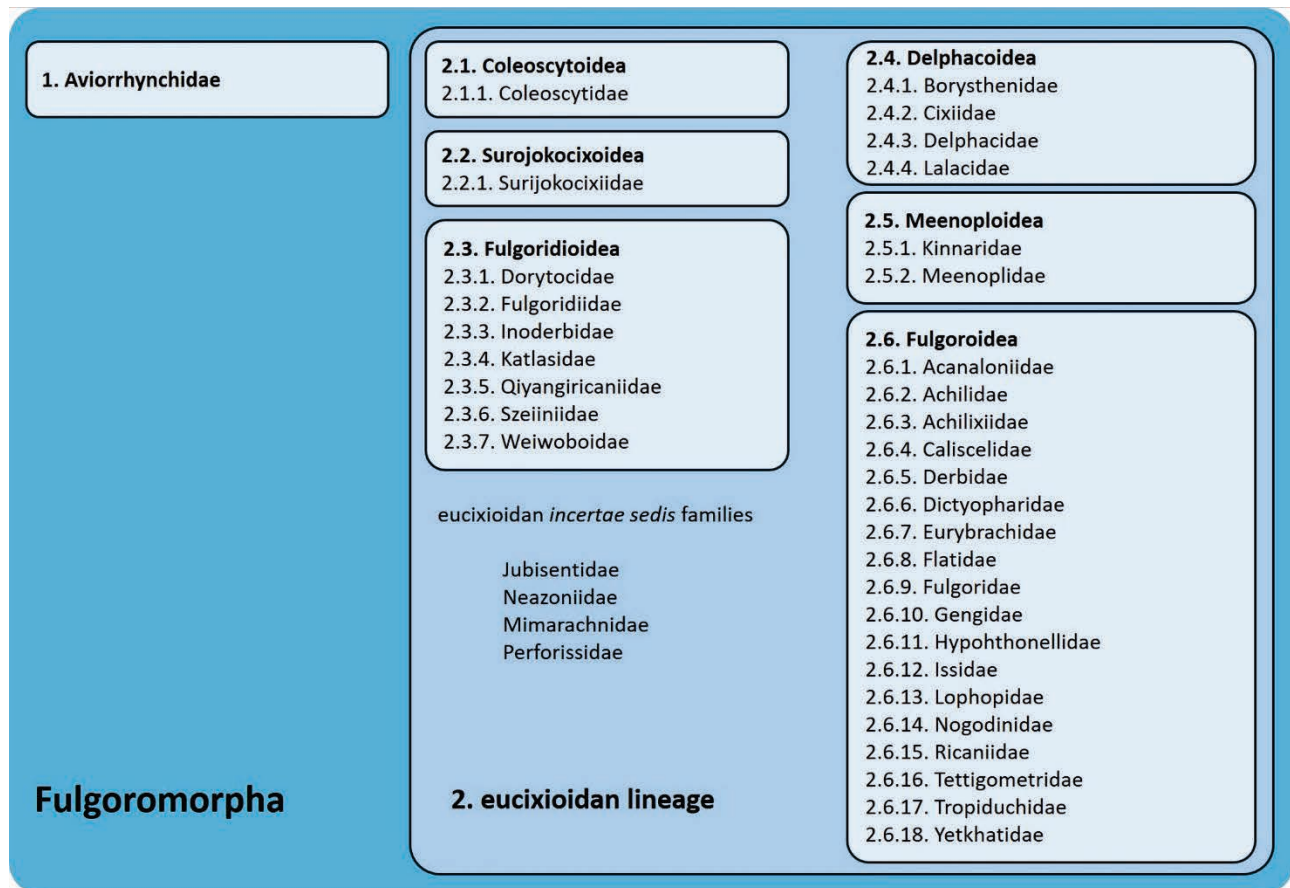 1. Aviorrhynchidae
2.1. Coleoscytoidea
2.1.1. Coleoscytidae
2.2. Surojokocixoidea
2.2.1. Surijokocixiidae
2.3. Fulgoridioidea
2.3.1. Dorytocidae
2.3.2. Fulgoridiidae
2.3.3. Inoderbidae
2.3.4. Katlasidae
2.3.5. Qiyangiricaniidae
2.3.6. Szeiiniidae
2.3.7. Weiwoboidae
eucixioidan incertae sedis families
Jubisentidae
Neazoniidae
Mimarachnidae
Perforissidae
2.4. Delphacoidea
2.4.1. Borysthenidae
2.4.2. Cixiidae
2.4.3. Delphacidae
2.4.4. Lalacidae
2.5. Meenoploidea
2.5.1. Kinnaridae
2.5.2. Meenoplidae
2.6. Fulgoroidea
2.6.1. Acanaloniidae
2.6.2. Achilidae
2.6.3. Achilixiidae
2.6.4. Caliscelidae
2.6.5. Derbidae
2.6.6. Dictyopharidae
2.6.7. Eurybrachidae
2.6.8. Flatidae
2.6.9. Fulgoridae
2.6.10. Gengidae
2.6.11. Hypohthonellidae
2.6.12. Issidae
2.6.13. Lophopidae
2.6.14. Nogodinidae
2.6.15. Ricaniidae
2.6.16. Tettigometridae
2.6.17. Tropiduchidae
2.6.18. Yetkhatidae
Fulgoromorpha
2. eucixioidan lineage